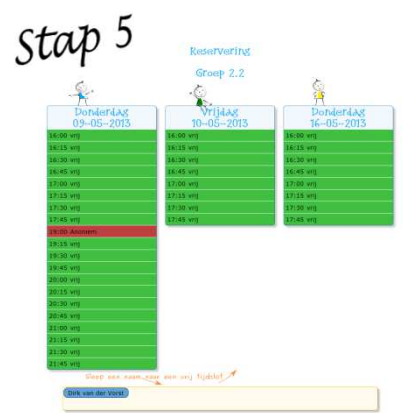 Stap 5
Reservering
Groep 2.2
Donderdag
09-05-2013
16:00 vrij
16:15 vrij
16:30 vrij
16:45 vrij
17:00 vrij
17:15 vrij
17:30 vrij
17:45 vrij
19:00 Anoniem
19:15 vrij
19:30 vrij
19:45 vrij
20:00 vrij
20:15 vrij
20:30 vrij
20:45 vrij
21:00 vrij
21:15 vrij
21:30 vrij
21:45 vrij
Vrijdag
10-05-2013
16:00 vrij
16:15 vrij
16:30 vrij
16:45 vrij
17:00 vrij
17:15 vrij
17:30 vrij
17:45 vrij
Donderdag
16-05-2013
16:00 vrij
16:15 vrij
16:30 vrij
16:45 vrij
17:00 vrij
17:15 vrij
17:30 vrij
17:45 vrij
Sleep een naam naar een vrij tijdslot
Dirk van der Vorst